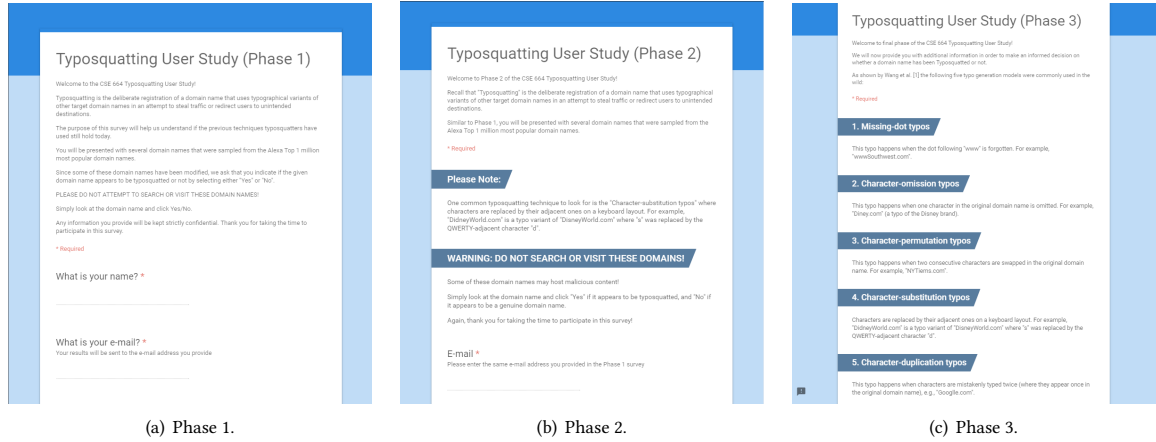 Typosquatting User Study (Phase 1)
Welcome to the CSE 664 Typosquatting User Study!
Typosquatting is the deliberate registration of a domain name that uses typographical variants of
other target domain names in an attempt to steal traffic or redirect users to unintended
destinations.
The purpose of this survey will help us understand if the previous techniques typosquatters have
used still hold today.
You will be presented with several domain names that were sampled from the Alexa Top 1 million
most popular domain names.
Since some of these domain names have been modified, we ask that you indicate if the given
domain name appears to be typosquatted or not by selecting either "Yes" or "No".
PLEASE DO NOT ATTEMPT TO SEARCH OR VISIT THESE DOMAIN NAMES!
Simply look at the domain name and click Yes/No.
Any information you provide will be kept strictly confidential. Thank you for taking the time to
participate in this survey.
* Required
What is your name? *
What is your e-mail? *
Your results will be sent to the e-mail address you provide
(a) Phase 1.
Typosquatting User Study (Phase 2)
Welcome to Phase 2 of the CSE 664 Typosquatting User Study!
Recall that "Typosquatting" is the deliberate registration of a domain name that uses typographical
variants of other target domain names in an attempt to steal traffic or redirect users to unintended
destinations.
Similar to Phase 1, you will be presented with several domain names that were sampled from the
Alexa Top 1 million most popular domain names.
* Required
Please Note:
One common typosquatting technique to look for is the "Character-substitution typos" where
characters are replaced by their adjacent ones on a keyboard layout. For example,
"DidneyWorld.com" is a typo variant of "DisneyWorld.com" where "s" was replaced by the
QWERTY-adjacent character "d".
WARNING: DO NOT SEARCH OR VISIT THESE DOMAINS!
Some of these domain names may host malicious content!
Simply look at the domain name and click "Yes" if it appears to be typosquatted, and "No" if
it appears to be a genuine domain name.
Again, thank you for taking the time to participate in this survey!
E-mail *
Please enter the same e-mail address you provided in the Phase 1 survey
(b) Phase 2.
Typosquatting User Study (Phase 3)
Welcome to final phase of the CSE 664 Typosquatting User Study!
We will now provide you with additional information in order to make an informed decision on
whether a domain name has been Typosquatted or not.
As shown by Wang et al. [1] the following five typo generation models were commonly used in the
wild:
* Required
1. Missing-dot typos
This typo happens when the dot following "www" is forgotten. For example,
"wwwSouthwest.com".
2. Character-omission typos
This typo happens when one character in the original domain name is omitted. For example,
"Diney.com" (a typo of the Disney brand).
3. Character-permutation typos
This typo happens when two consecutive characters are swapped in the original domain
name. For example, "NYTiems.com".
4. Character-substitution typos
Characters are replaced by their adjacent ones on a keyboard layout. For example,
"DidneyWorld.com" is a typo variant of "DisneyWorld.com" where "s" was replaced by the
QWERTY-adjacent character "d".
5. Character-duplication typos
This typo happens when characters are mistakenly typed twice (where they appear once in
the original domain name), e.g., "Googlle.com".
(c) Phase 3.